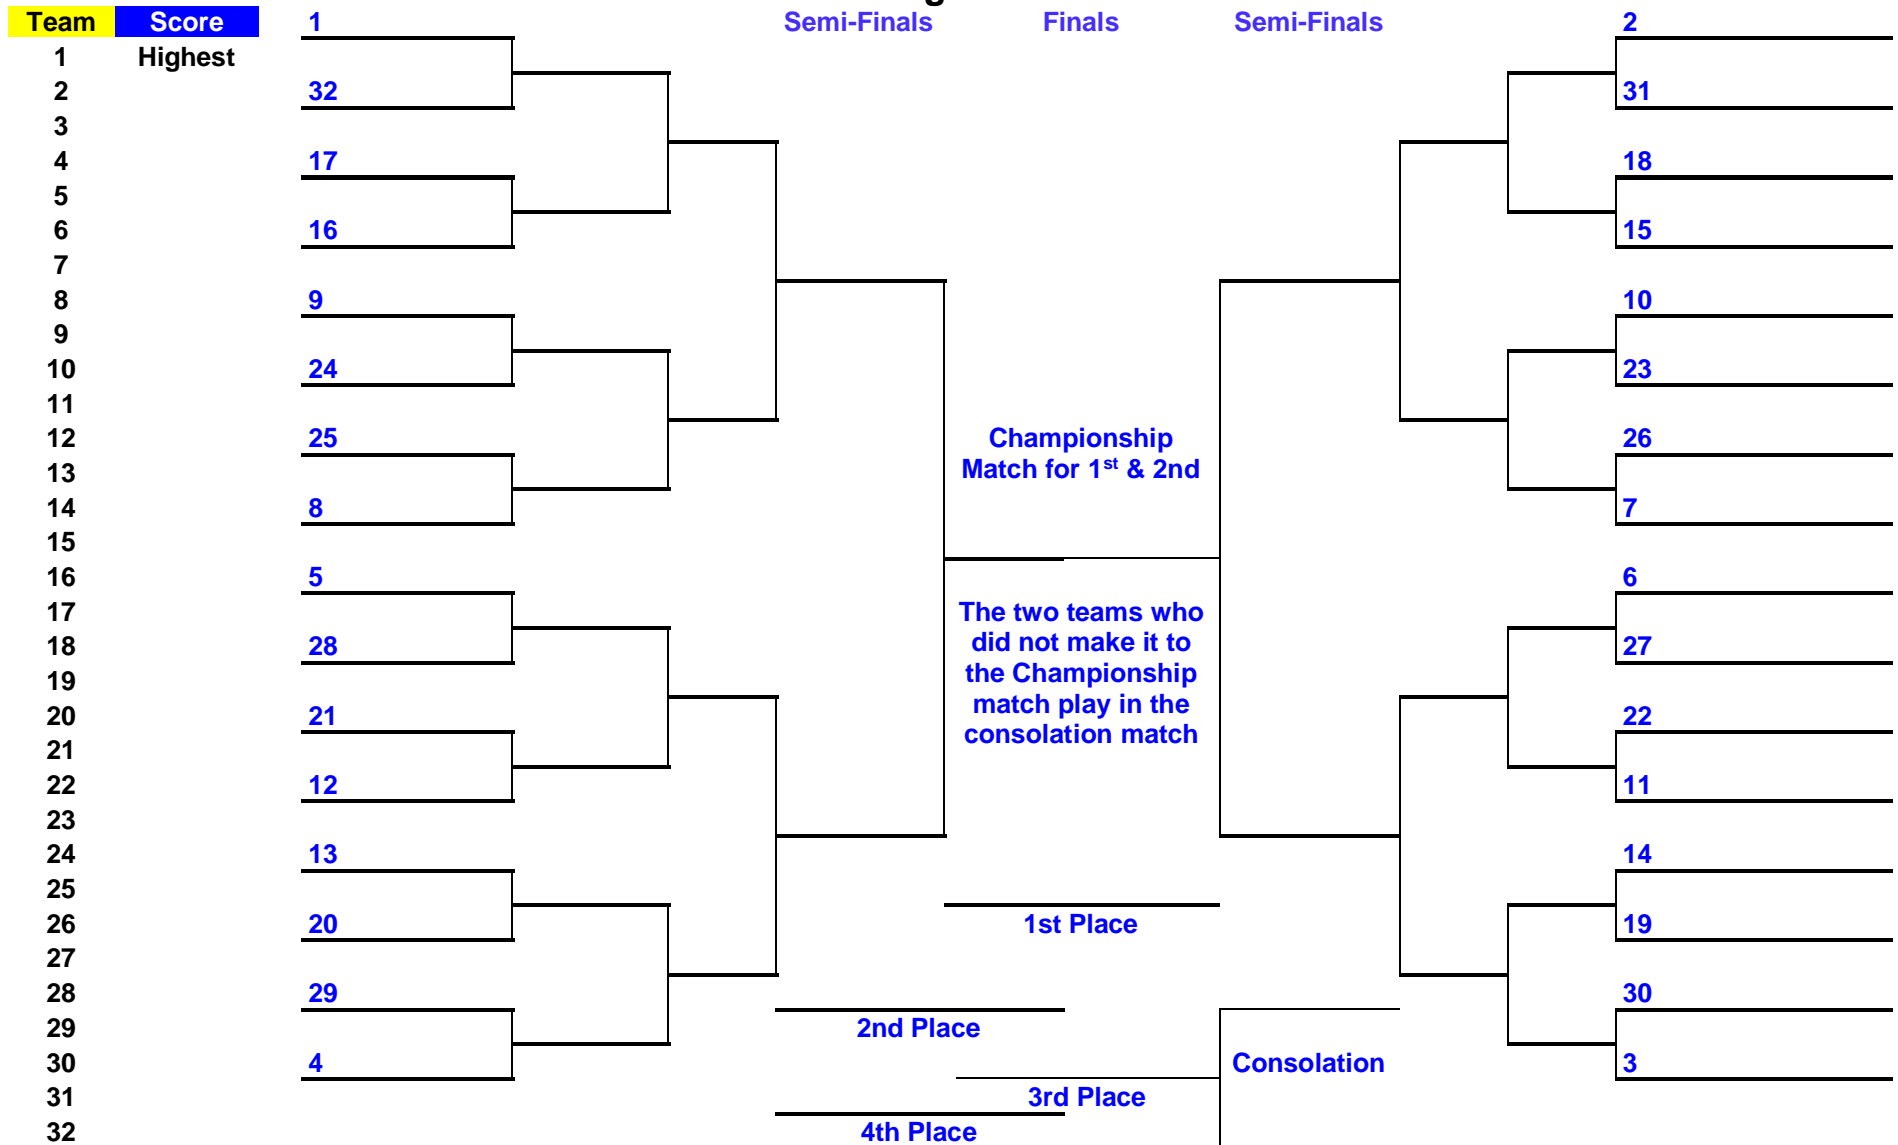 Team Score 1 Semi-Finals Finals Semi-Finals 2
1 Highest
2 32 31
3
4 17 18
5
6 16 15
7
8 9 10
9
10 24 23
11
12 25 Championship 26
13 Match for 1st & 2nd
14 8 7
15
16 5 6
17 The two teams who
18 28 did not make it to 27
19 the Championship
20 21 match play in the 22
21 consolation match
22 12 11
23
24 13 14
25
26 20 1st Place 19
27
28 29 30
29 2nd Place
30 4 Consolation 3
31 3rd Place
32 4th Place